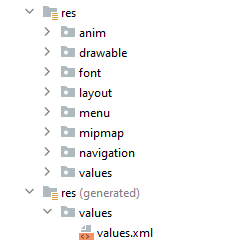 res
anim
drawable
font
layout
menu
mipmap
navigation
values
res (generated)
values
values.xml